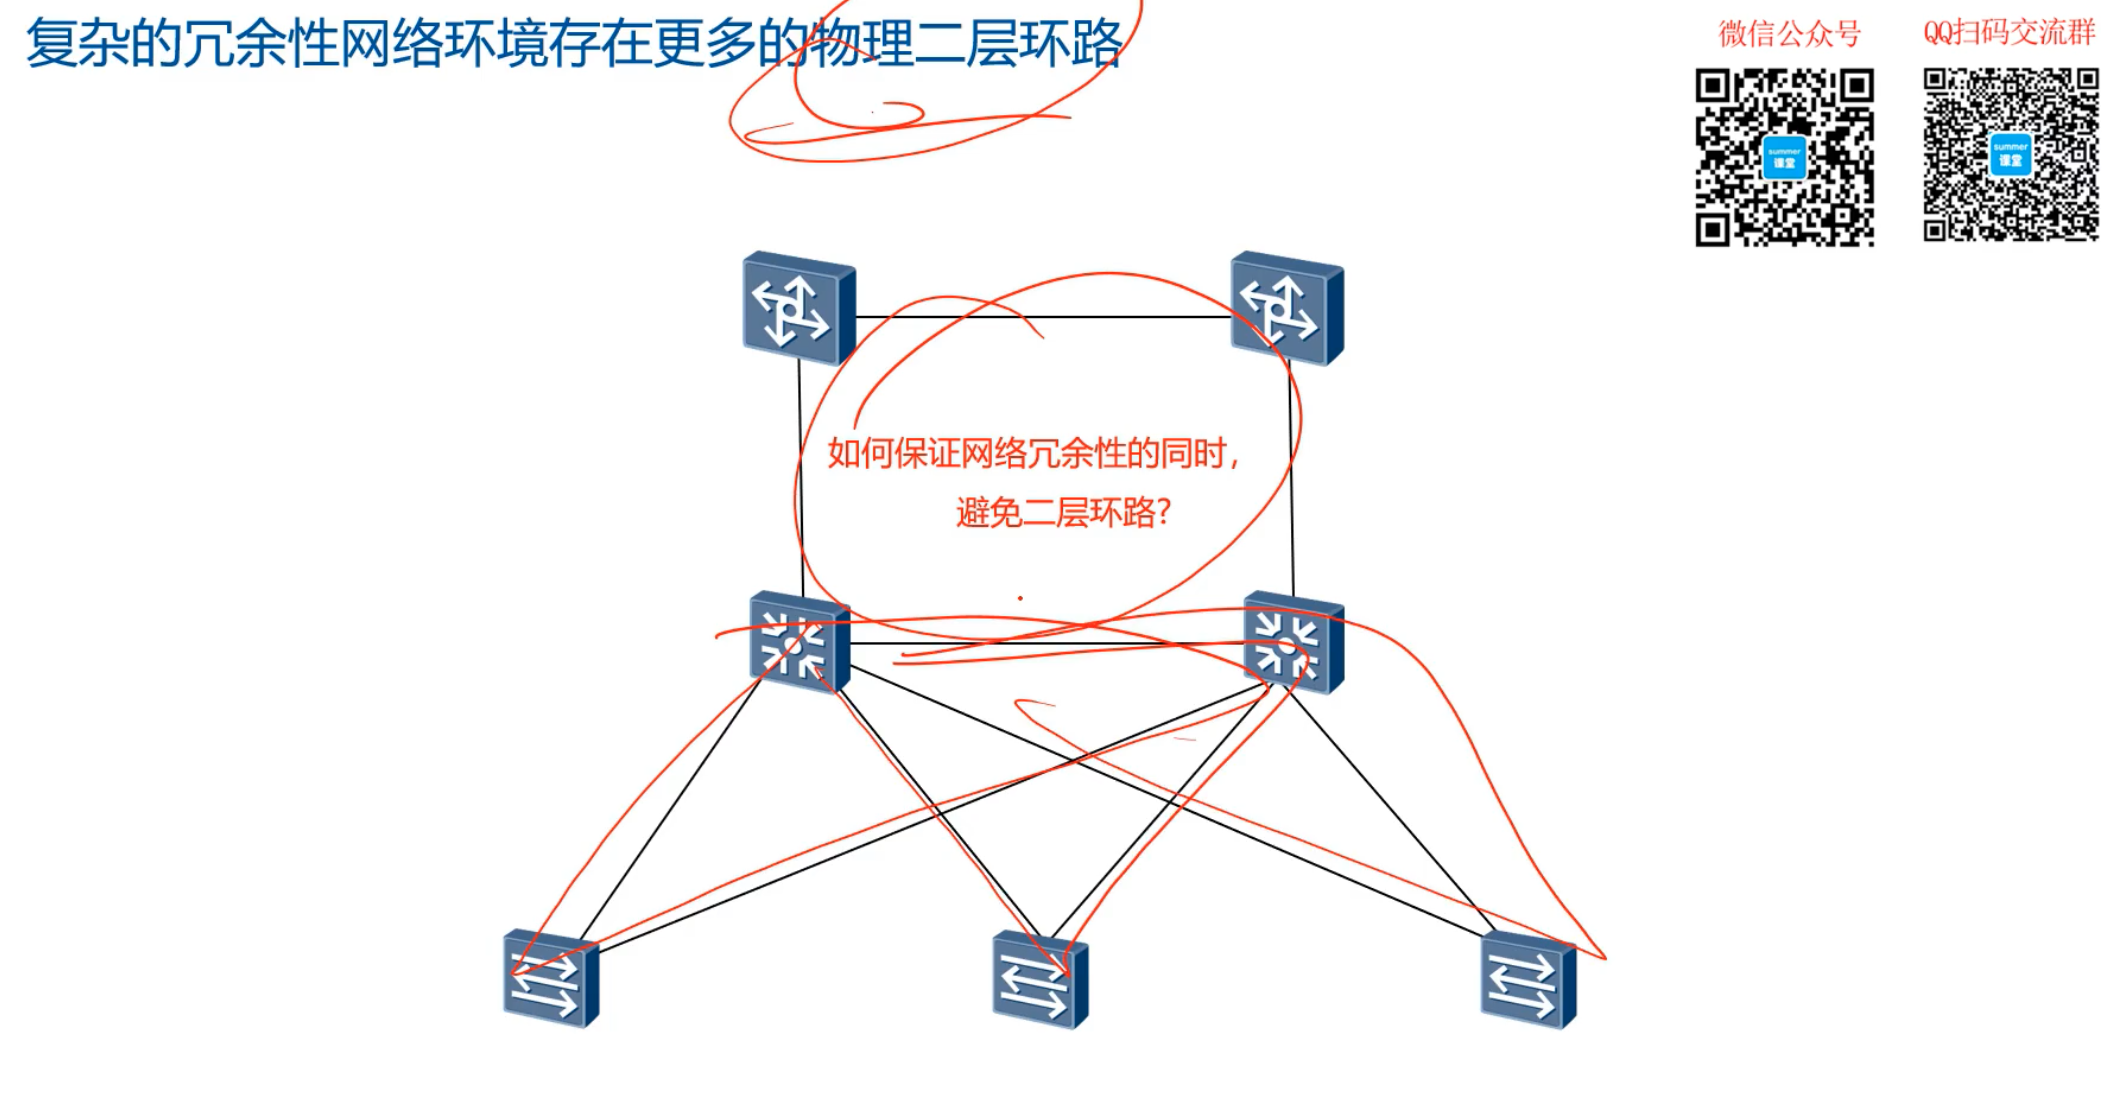 复杂的冗余性网络环境存在更多的物理二层环路
微信公众号
QQ扫码交流群
summer
课堂
summer
课堂
如何保证网络冗余性的同时，
避免二层环路?